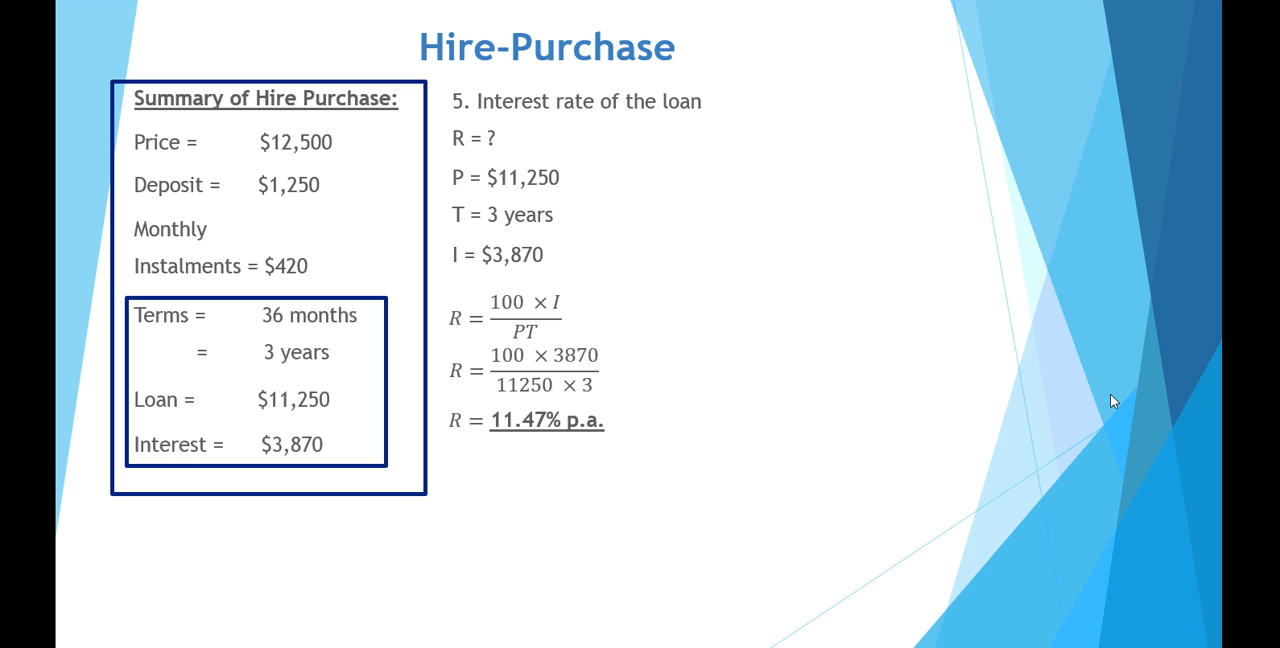 Hire-Purchase
Summary of Hire Purchase:
Price = $12,500
Deposit = $1,250
Monthly
Instalments = $420
Terms = 36 months
= 3 years
Loan = $11,250
Interest = $3,870
5. Interest rate of the loan
R = ?
P = $11,250
T = 3 years
I = $3,870
R = \frac{100 × I}{PT}
R = \frac{100 × 3870}{11250 × 3}
R = 11.47% p.a.